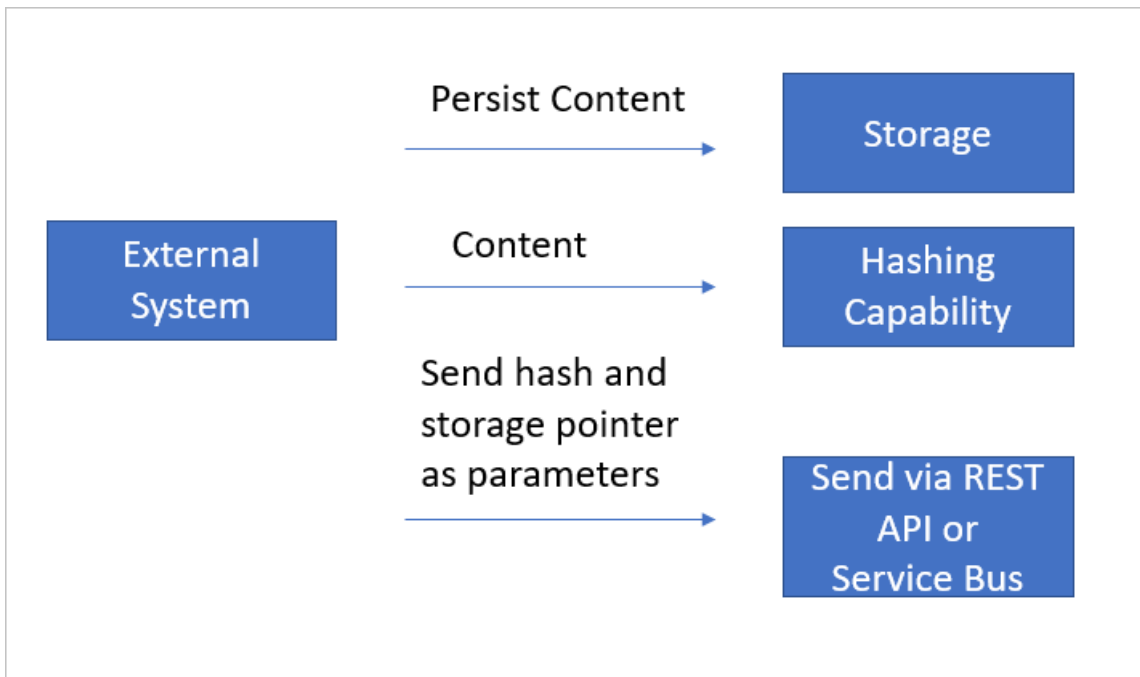 Persist Content
Storage
External
System
Content
Hashing
Capability
Send hash and
storage pointer
as parameters
Send via REST
API or
Service Bus